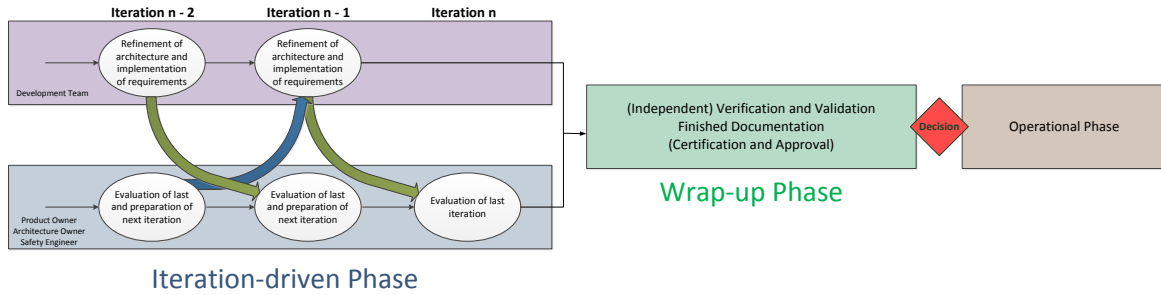 Iteration n - 2
Iteration n - 1
Iteration n
Refinement of
architecture and
implementation
of requirements
Refinement of
architecture and
implementation
of requirements
Development Team
(Independent) Verification and Validation
Finished Documentation
(Certification and Approval)
Decision
Operational Phase
Evaluation of last
and preparation of
next iteration
Evaluation of last
and preparation of
next iteration
Evaluation of last
iteration
Product Owner
Architecture Owner
Safety Engineer
Wrap-up Phase
Iteration-driven Phase